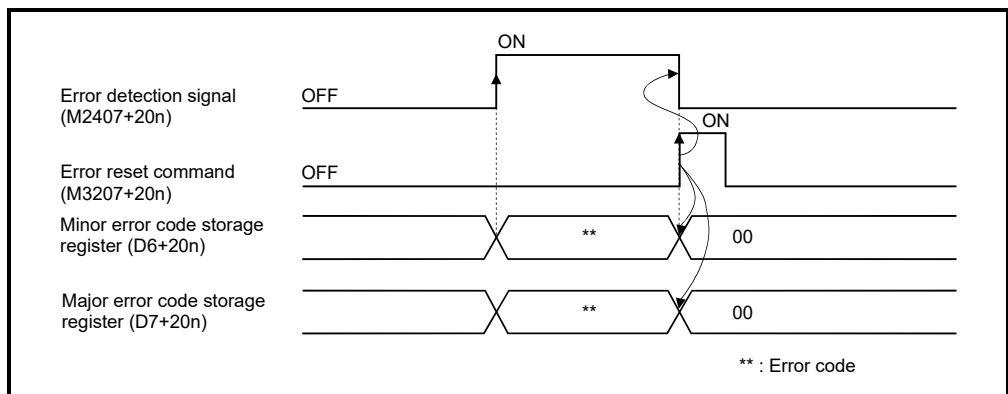 ON
Error detection signal
(M2407+20n)
OFF
ON
Error reset command
(M3207+20n)
OFF
Minor error code storage
register (D6+20n)
**
00
Major error code storage
register (D7+20n)
**
00
** : Error code